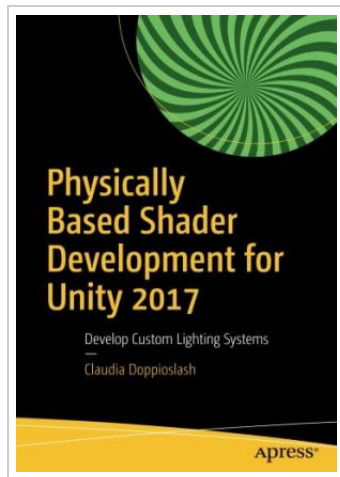 Physically
Based Shader
Development for
Unity 2017
Develop Custom Lighting Systems
Claudia Doppioslash
Apress®